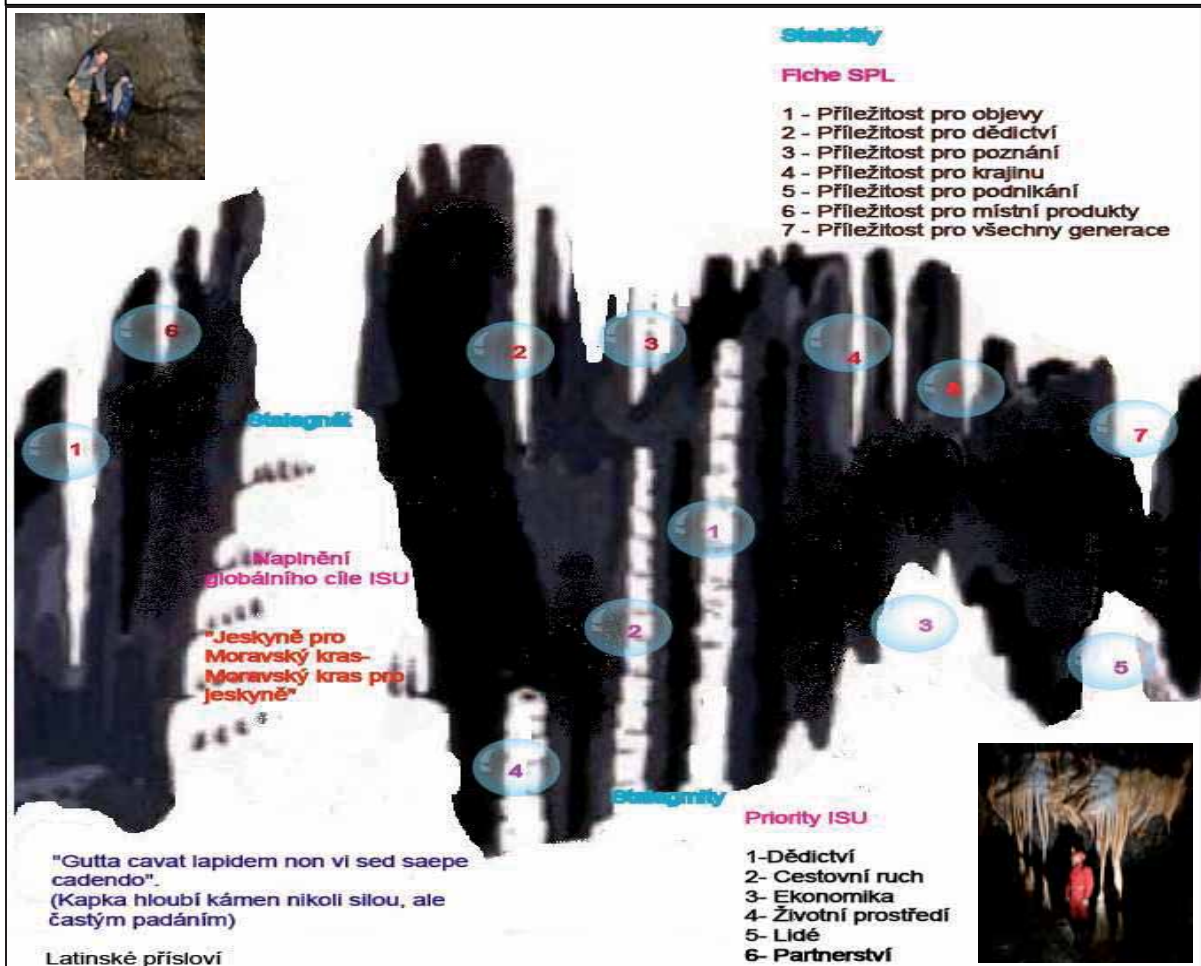 Stalaktity
Fiche SPL
1 - Příležitost pro objevy
2 - Příležitost pro dědictví
3 - Příležitost pro poznání
4 - Příležitost pro krajinu
5 - Příležitost pro podnikání
6 - Příležitost pro místní produkty
7 - Příležitost pro všechny generace
6
2
3
4
5
1
7
Stalagnát
1
Naplnění
globálního cíle ISU
2
3
"Jeskyně pro
Moravský kras-
Moravský kras pro
jeskyně"
5
4
Stalagmity
Priority ISU
1-Dědictví
2- Cestovní ruch
3- Ekonomika
4- Životní prostředí
5- Lidé
6- Partnerství
"Gutta cavat lapidem non vi sed saepe
cadendo".
(Kapka hloubí kámen nikoli silou, ale
častým padáním)
Latinské přísloví